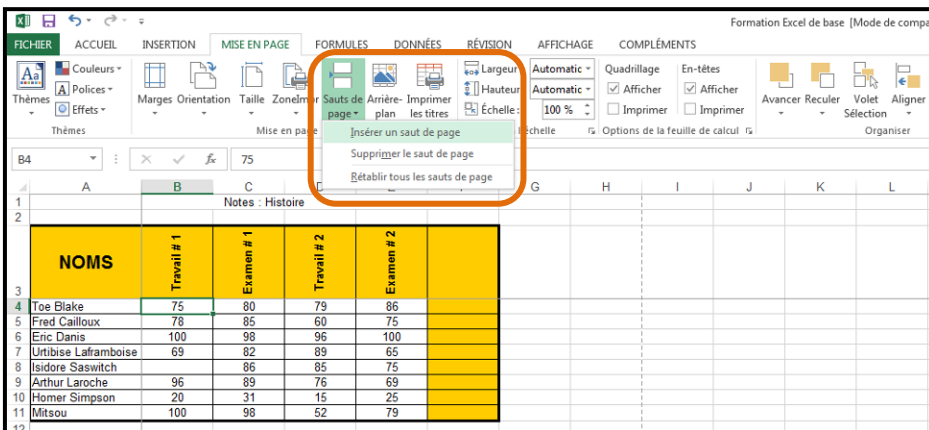 Formation Excel de base [Mode de compa
FICHIER ACCUEIL INSERTION MISE EN PAGE FORMULES DONNÉES RÉVISION AFFICHAGE COMPLÉMENTS
Couleurs Largeur Automatic Quadrillage En-têtes
Aa A Polices Hauteur Automatic Afficher Afficher
Thèmes Effets Marges Orientation Taille ZoneImpr Sauts de Arrière- Imprimer Échelle : 100 % Imprimer Imprimer Avancer Reculer Volet Aligner
page plan les titres Sélection
Thèmes Mise en page échelle Options de la feuille de calcul Organiser
Insérer un saut de page
Supprimer le saut de page
Rétablir tous les sauts de page
B4 fx 75
A B C D E G H I J K L
1 Notes : Histoire
2
3 NOMS Travail # 1 Examen # 1 Travail # 2 Examen # 2
4 Toe Blake 75 80 79 86
5 Fred Cailloux 78 85 60 75
6 Eric Danis 100 98 96 100
7 Urtibise Laframboise 69 82 89 65
8 Isidore Saswitch 86 85 75
9 Arthur Laroche 96 89 76 69
10 Homer Simpson 20 31 15 25
11 Mitsou 100 98 52 79
12